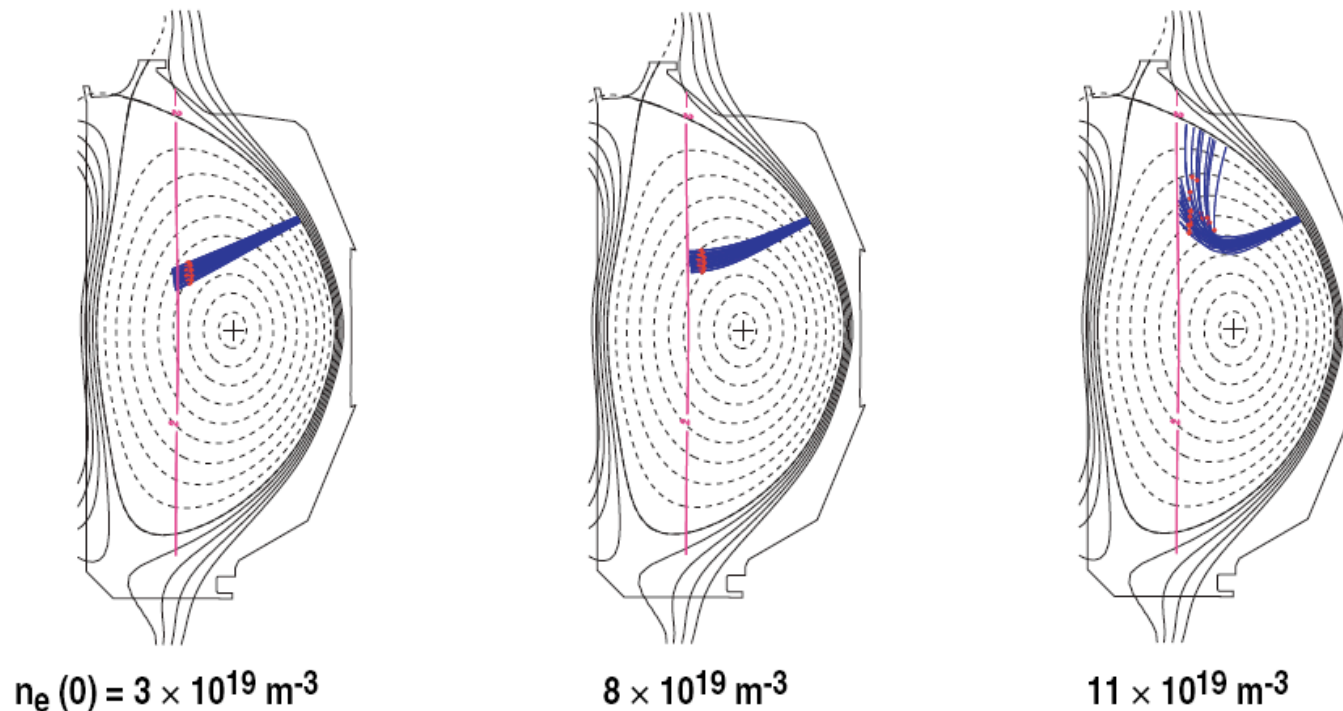 n_e (0) = 3 × 10^19 m^-3
8 × 10^19 m^-3
11 × 10^19 m^-3